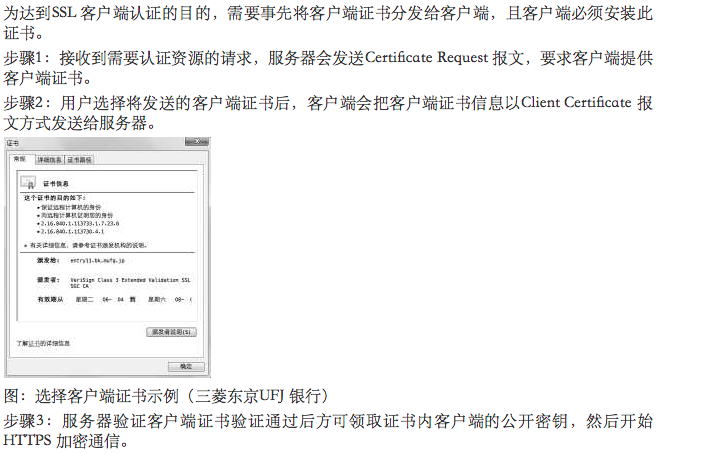 为达到SSL 客户端认证的目的，需要事先将客户端证书分发给客户端，且客户端必须安装此
证书。
步骤1：接收到需要认证资源的请求，服务器会发送Certificate Request 报文，要求客户端提供
客户端证书。
步骤2：用户选择将发送的客户端证书后，客户端会把客户端证书信息以Client Certificate 报
文方式发送给服务器。
证书
常规 详细信息 证书路径
证书信息
这个证书的目的如下:
•保证远程计算机的身份
•向远程计算机证明您的身份
•2.16.840.1.113733.1.7.23.6
•2.16.840.1.113730.4.1
* 有关详细信息，请参考证书颁发机构的说明。
颁发给: entry11.bk.mufg.jp
颁发者: VeriSign Class 3 Extended Validation SSL
SGC CA
有效期从 星期二 06- 04 到 星期六 08-
颁发者说明(S)
了解证书的详细信息
确定
图：选择客户端证书示例（三菱东京UFJ 银行）
步骤3：服务器验证客户端证书验证通过后方可领取证书内客户端的公开密钥，然后开始
HTTPS 加密通信。